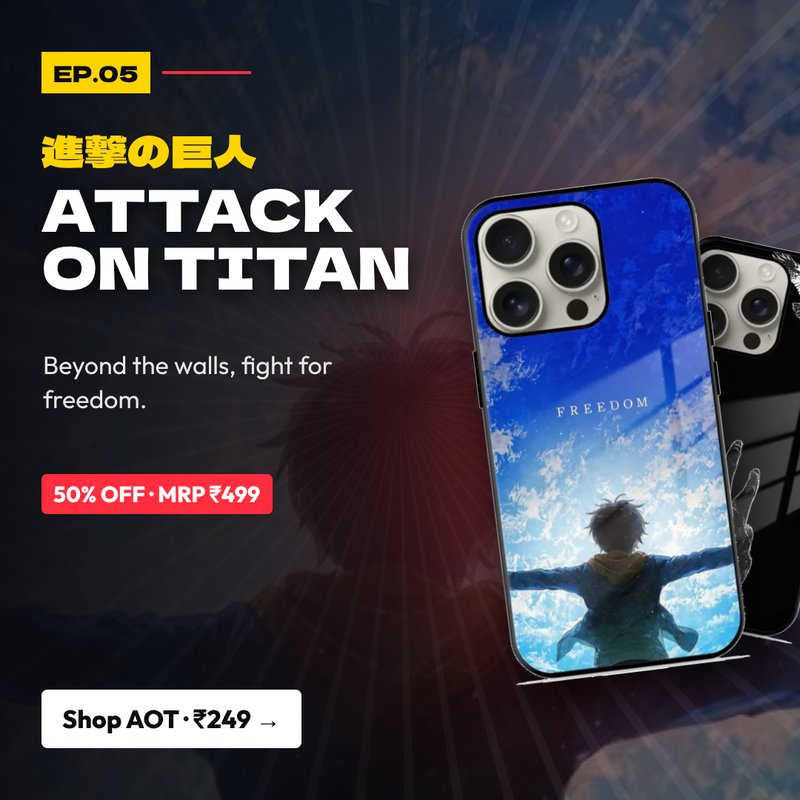 EP.05
進撃の巨人
ATTACK
ON TITAN
Beyond the walls, fight for
freedom.
50% OFF · MRP ₹499
Shop AOT · ₹249 →
FREEDOM